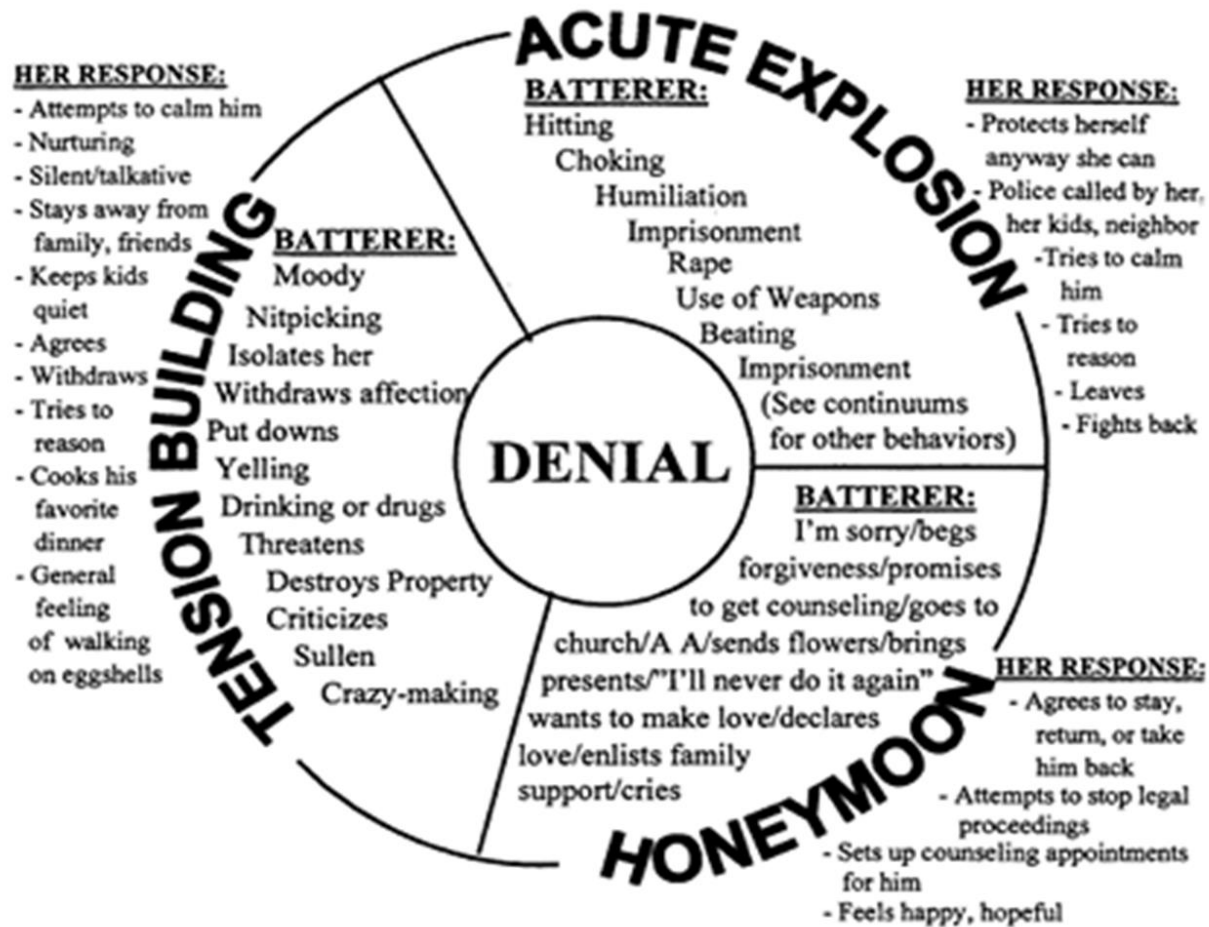 ACUTE EXPLOSION
BATTERER:
Hitting
Choking
Humiliation
Imprisonment
Rape
Use of Weapons
Beating
Imprisonment
(See continuums
for other behaviors)
HER RESPONSE:
- Protects herself
anyway she can
- Police called by her,
her kids, neighbor
-Tries to calm
him
- Tries to
reason
- Leaves
- Fights back
HONEYMOON
BATTERER:
I'm sorry/begs
forgiveness/promises
to get counseling/goes to
church/A A/sends flowers/brings
presents/"I'll never do it again"
wants to make love/declares
love/enlists family
support/cries
HER RESPONSE:
- Agrees to stay,
return, or take
him back
- Attempts to stop legal
proceedings
- Sets up counseling appointments
for him
- Feels happy, hopeful
TENSION BUILDING
BATTERER:
Moody
Nitpicking
Isolates her
Withdraws affection
Put downs
Yelling
Drinking or drugs
Threatens
Destroys Property
Criticizes
Sullen
Crazy-making
HER RESPONSE:
- Attempts to calm him
- Nurturing
- Silent/talkative
- Stays away from
family, friends
- Keeps kids
quiet
- Agrees
- Withdraws
- Tries to
reason
- Cooks his
favorite
dinner
- General
feeling
of walking
on eggshells
DENIAL